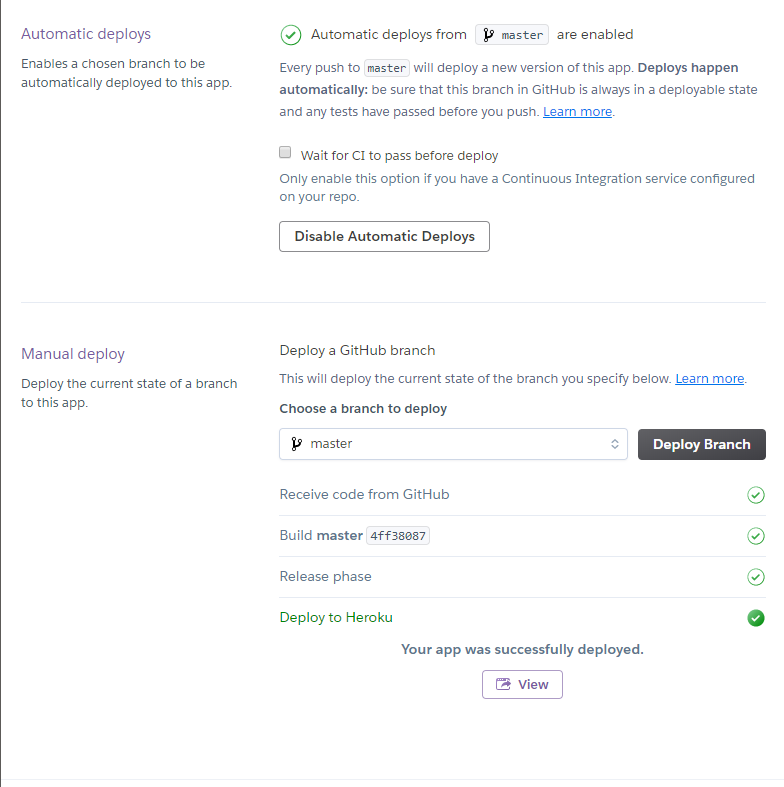 Automatic deploys
Enables a chosen branch to be
automatically deployed to this app.
Automatic deploys from master are enabled
Every push to master will deploy a new version of this app. Deploys happen
automatically: be sure that this branch in GitHub is always in a deployable state
and any tests have passed before you push. Learn more.
Wait for CI to pass before deploy
Only enable this option if you have a Continuous Integration service configured
on your repo.
Disable Automatic Deploys
Manual deploy
Deploy the current state of a branch
to this app.
Deploy a GitHub branch
This will deploy the current state of the branch you specify below. Learn more.
Choose a branch to deploy
master
Deploy Branch
Receive code from GitHub
Build master 4ff38087
Release phase
Deploy to Heroku
Your app was successfully deployed.
View